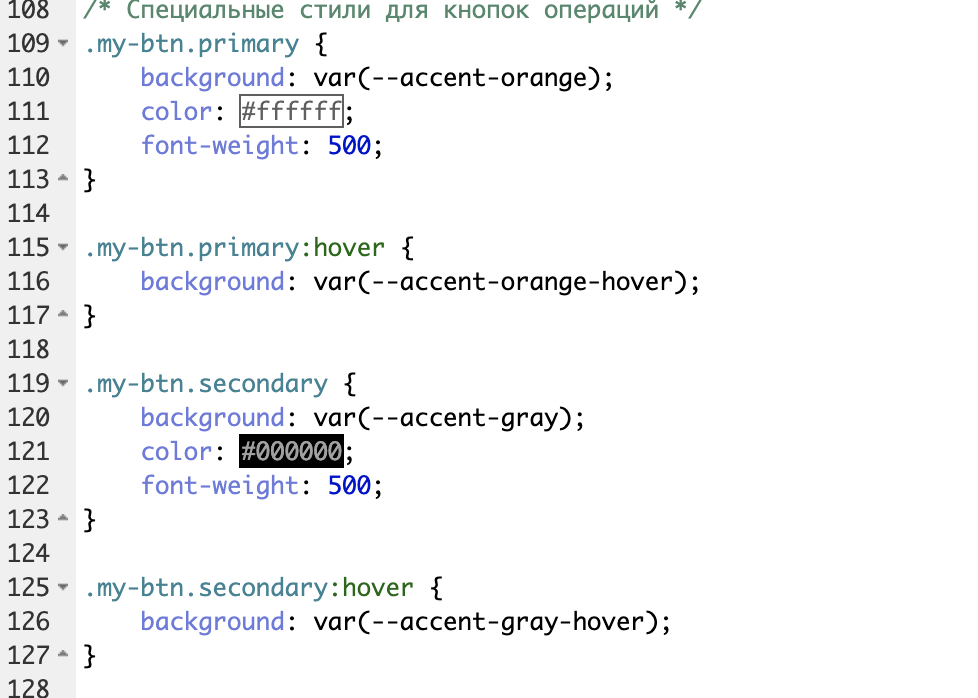 108 /* Специальные стили для кнопок операций */
109 .my-btn.primary {
110     background: var(--accent-orange);
111     color: #ffffff;
112     font-weight: 500;
113 }
114
115 .my-btn.primary:hover {
116     background: var(--accent-orange-hover);
117 }
118
119 .my-btn.secondary {
120     background: var(--accent-gray);
121     color: #000000;
122     font-weight: 500;
123 }
124
125 .my-btn.secondary:hover {
126     background: var(--accent-gray-hover);
127 }
128